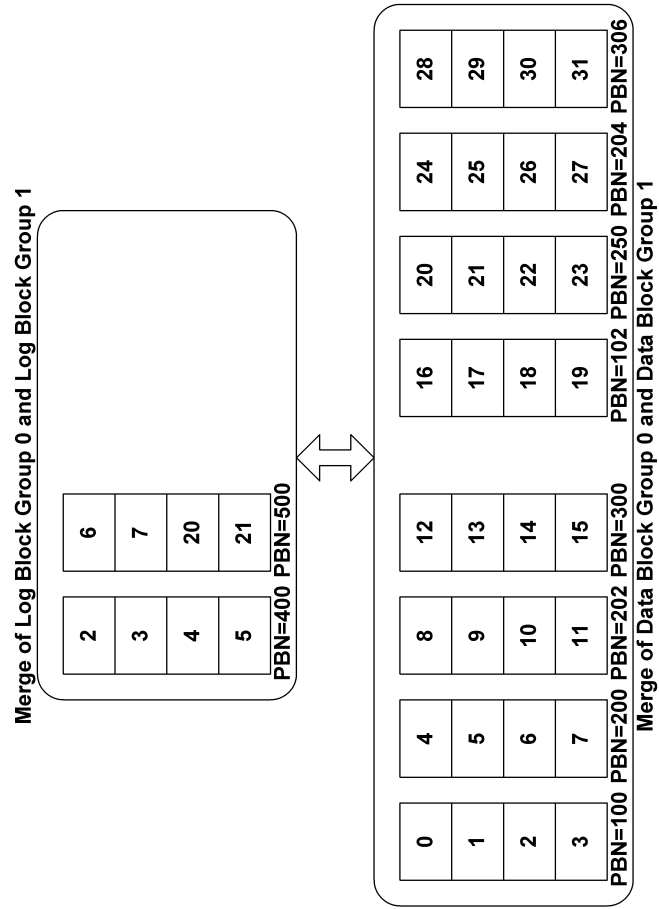 Merge of Log Block Group 0 and Log Block Group 1
2 6
3 7
4 20
5 21
PBN=400 PBN=500
0 4 8 12 16 20 24 28
1 5 9 13 17 21 25 29
2 6 10 14 18 22 26 30
3 7 11 15 19 23 27 31
PBN=100 PBN=200 PBN=202 PBN=300 PBN=102 PBN=250 PBN=204 PBN=306
Merge of Data Block Group 0 and Data Block Group 1